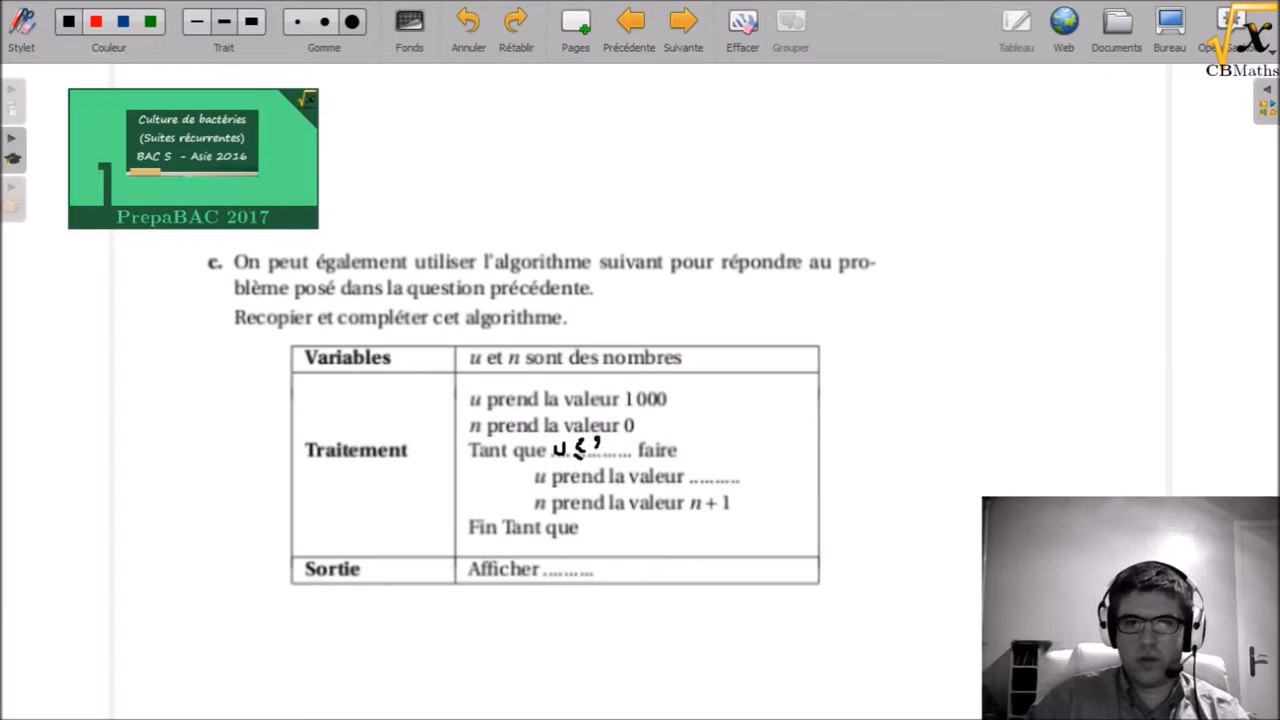 Stylet
Couleur
Trait
Gomme
Fonds
Annuler
Rétablir
Pages
Précédente
Suivante
Effacer
Grouper
Tableau
Web
Documents
Bureau
√x
CBMaths
Culture de bactéries
(Suites récurrentes)
BAC S - Asie 2016
1
PrepaBAC 2017
c. On peut également utiliser l'algorithme suivant pour répondre au pro-
blème posé dans la question précédente.
Recopier et compléter cet algorithme.
Variables
u et n sont des nombres
Traitement
u prend la valeur 1 000
n prend la valeur 0
Tant que u ≤ ......... faire
u prend la valeur ..........
n prend la valeur n + 1
Fin Tant que
Sortie
Afficher .........